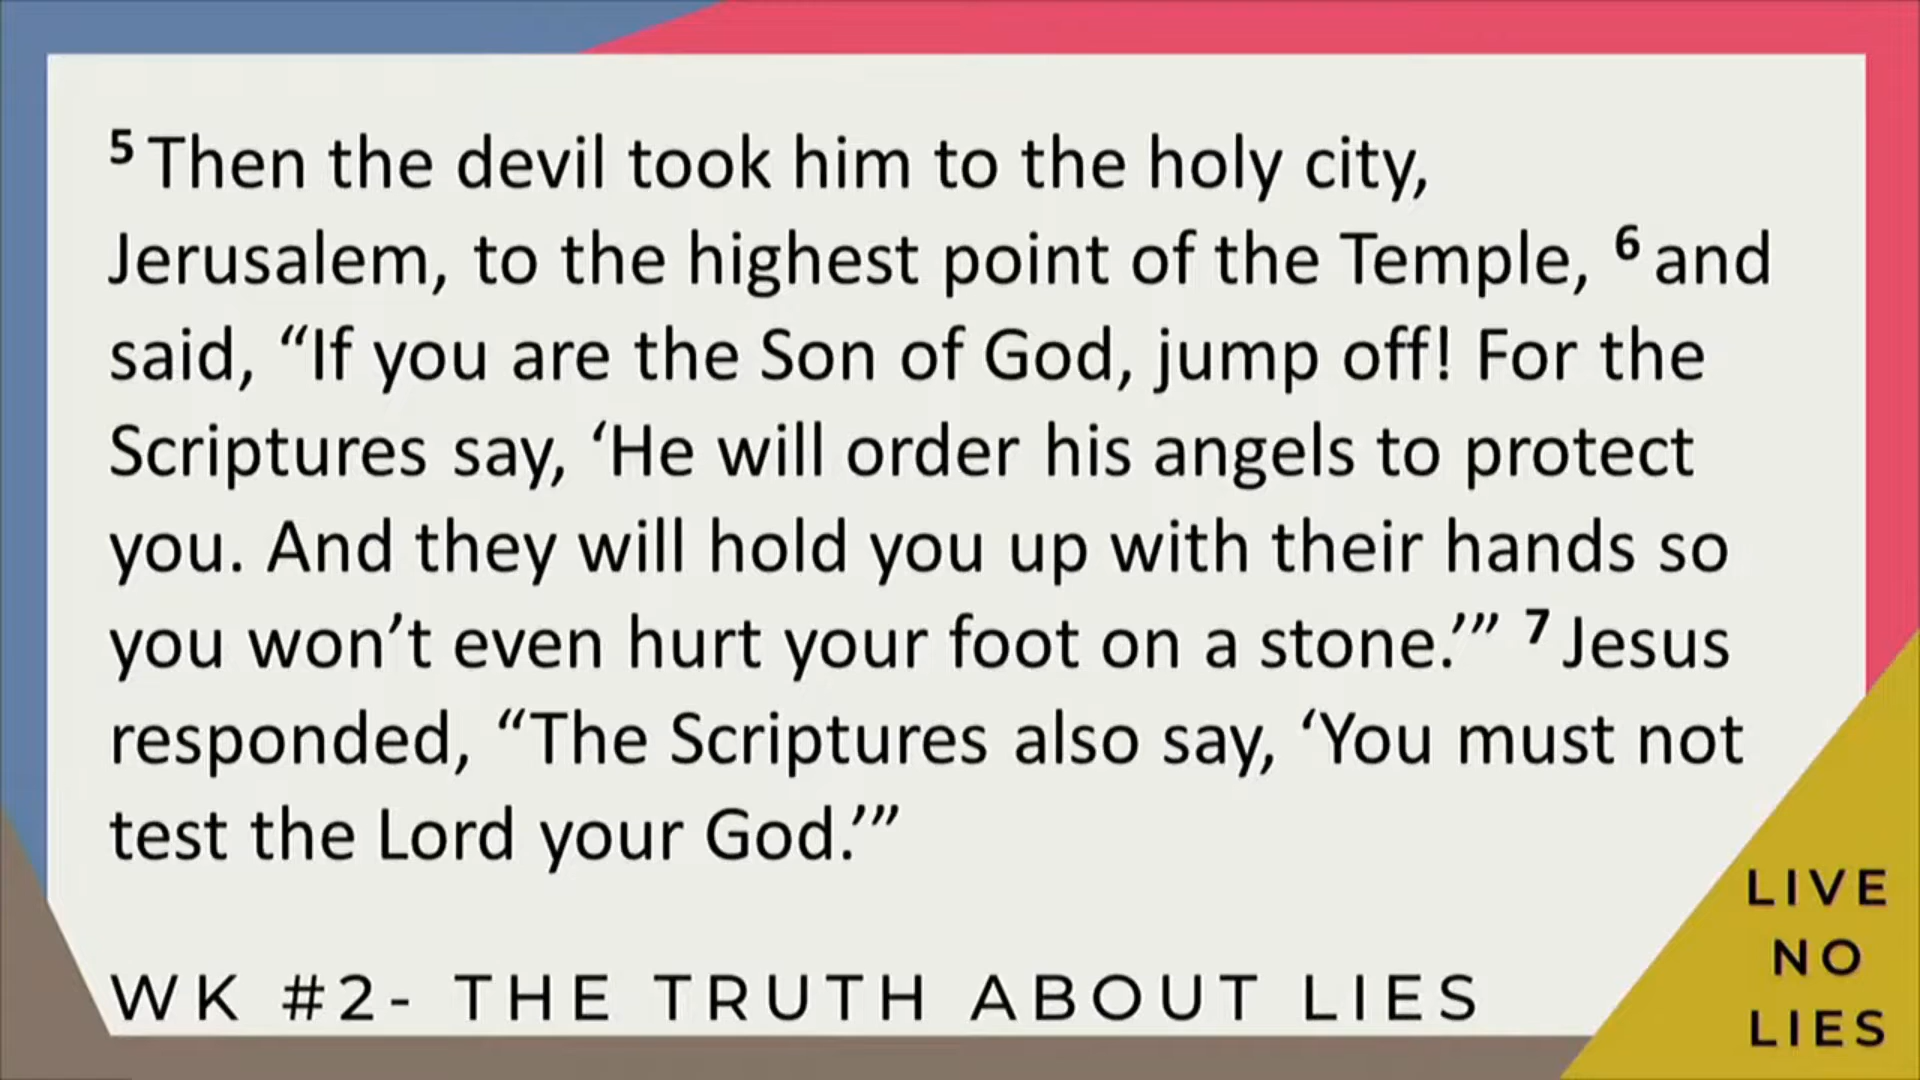 5 Then the devil took him to the holy city,
Jerusalem, to the highest point of the Temple, 6 and
said, “If you are the Son of God, jump off! For the
Scriptures say, ‘He will order his angels to protect
you. And they will hold you up with their hands so
you won’t even hurt your foot on a stone.’” 7 Jesus
responded, “The Scriptures also say, ‘You must not
test the Lord your God.’”
WK #2- THE TRUTH ABOUT LIES
LIVE
NO
LIES